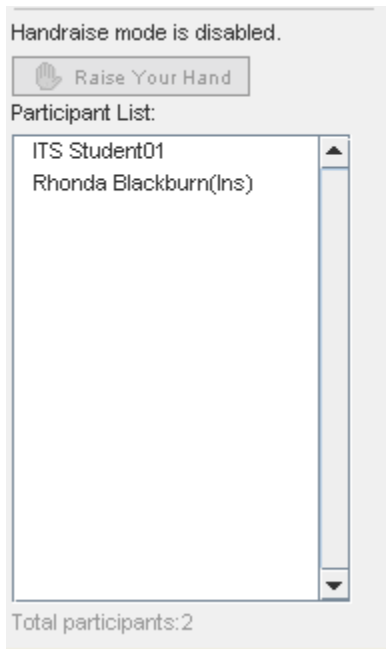 Handraise mode is disabled.
Raise Your Hand
Participant List:
ITS Student01
Rhonda Blackburn(Ins)
Total participants:2